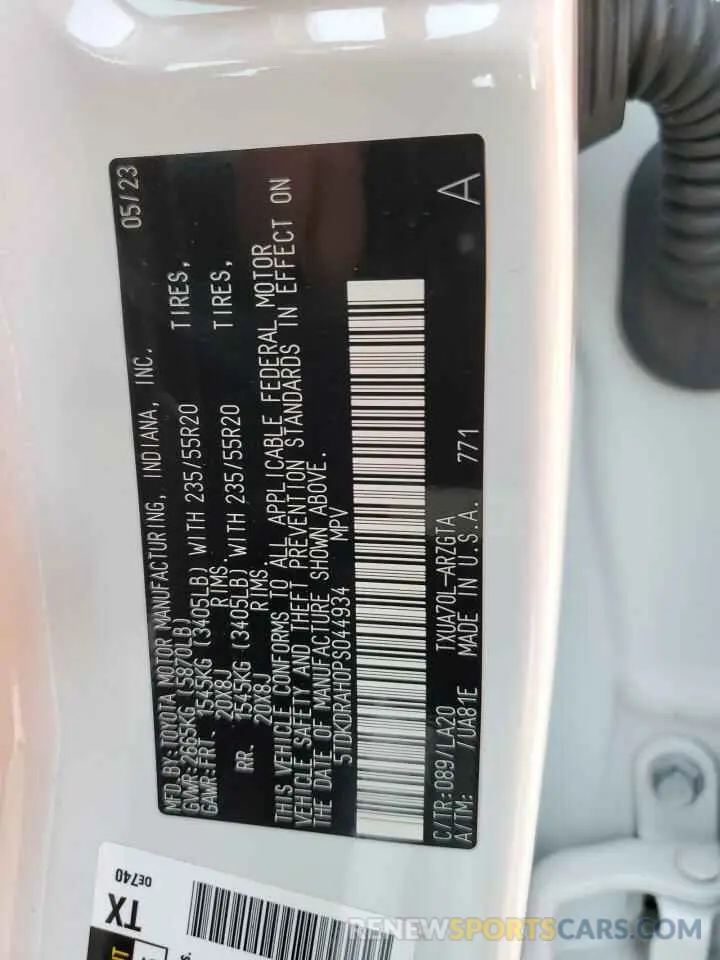 MFD.BY:TOYOTA MOTOR MANUFACTURING, INDIANA, INC. 05/23
GVWR:2665KG (5870LB)
GAWR:FRT. 1545KG (3405LB) WITH 235/55R20 TIRES,
20X8J RIMS.
RR. 1545KG (3405LB) WITH 235/55R20 TIRES,
20X8J RIMS.
THIS VEHICLE CONFORMS TO ALL APPLICABLE FEDERAL MOTOR
VEHICLE SAFETY AND THEFT PREVENTION STANDARDS IN EFFECT ON
THE DATE OF MANUFACTURE SHOWN ABOVE.
5TDKDRAH0PS044934 MPV
C/TR:089/LA20 TXUA70L-ARZGTA A
A/TM: /UA81E MADE IN U.S.A. 771
0E740
TX
RENEWSPORTSCARS.COM